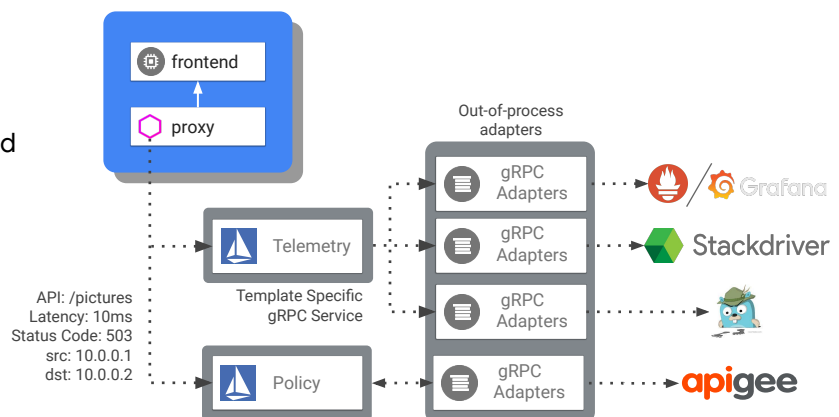 frontend
proxy
d
Out-of-process
adapters
gRPC
Adapters
Grafana
Telemetry
gRPC
Adapters
Stackdriver
API: /pictures
Latency: 10ms
Status Code: 503
src: 10.0.0.1
dst: 10.0.0.2
Template Specific
gRPC Service
gRPC
Adapters
Policy
gRPC
Adapters
apigee